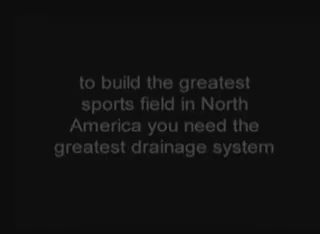 to build the greatest
sports field in North
America you need the
greatest drainage system